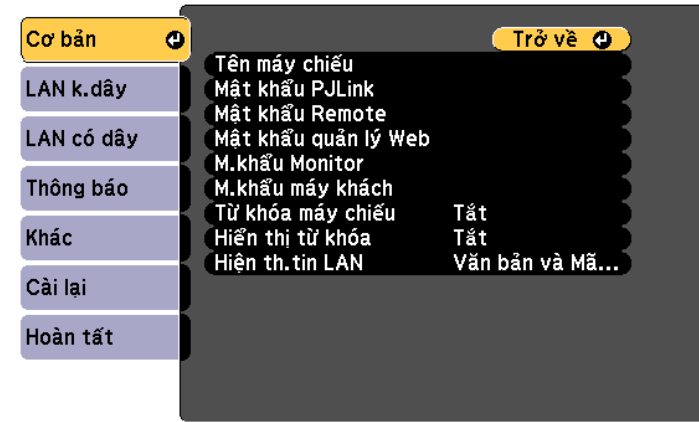 Cơ bản
LAN k.dây
LAN có dây
Thông báo
Khác
Cài lại
Hoàn tất
Trở về
Tên máy chiếu
Mật khẩu PJLink
Mật khẩu Remote
Mật khẩu quản lý Web
M.khẩu Monitor
M.khẩu máy khách
Từ khóa máy chiếu Tắt
Hiển thị từ khóa Tắt
Hiện th.tin LAN Văn bản và Mã...